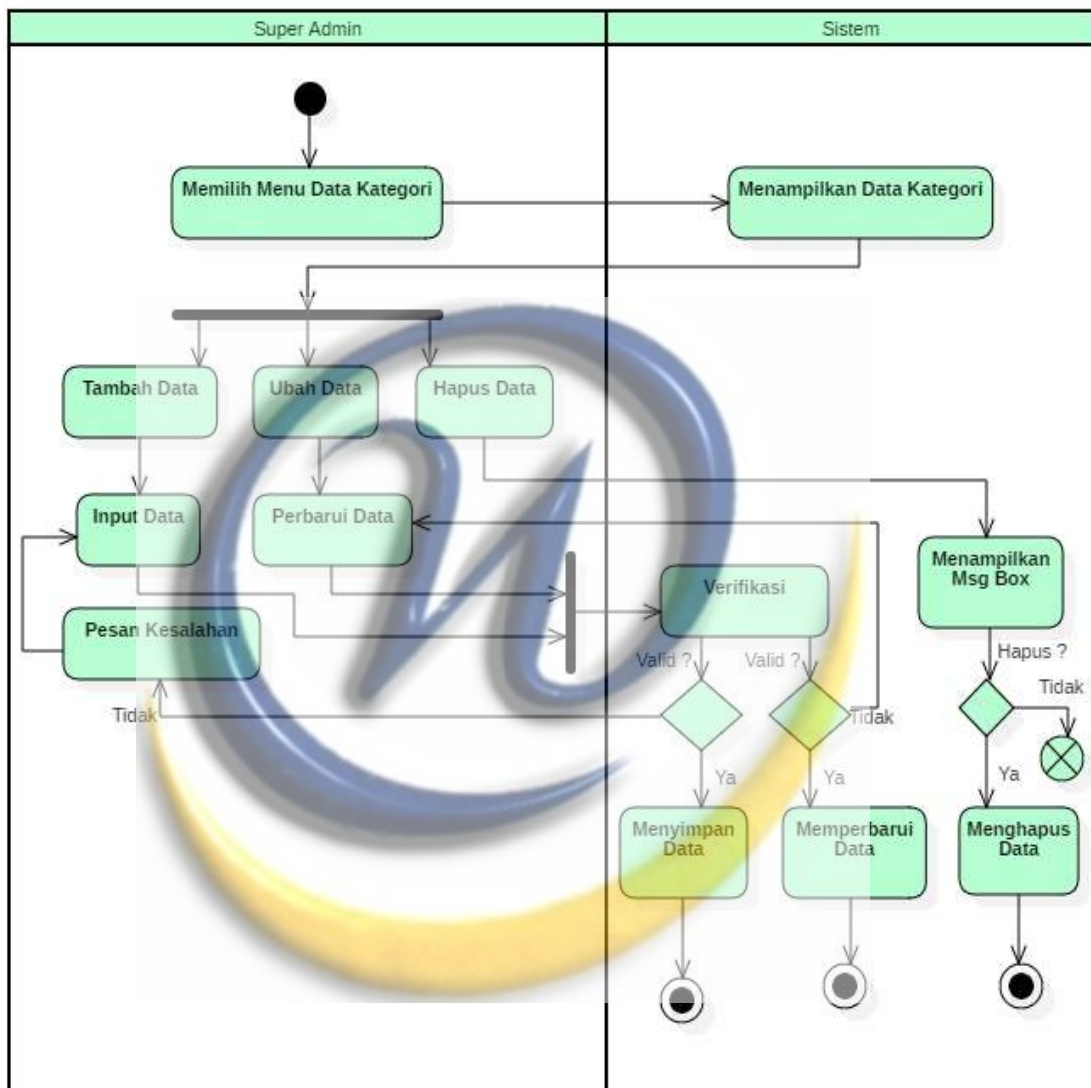 Super Admin
Sistem
Memilih Menu Data Kategori
Menampilkan Data Kategori
Tambah Data
Ubah Data
Hapus Data
Input Data
Perbarui Data
Menampilkan
Msg Box
Verifikasi
Pesan Kesalahan
Valid ?
Valid ?
Hapus ?
Tidak
Tidak
Tidak
Ya
Ya
Ya
Menyimpan
Data
Memperbarui
Data
Menghapus
Data